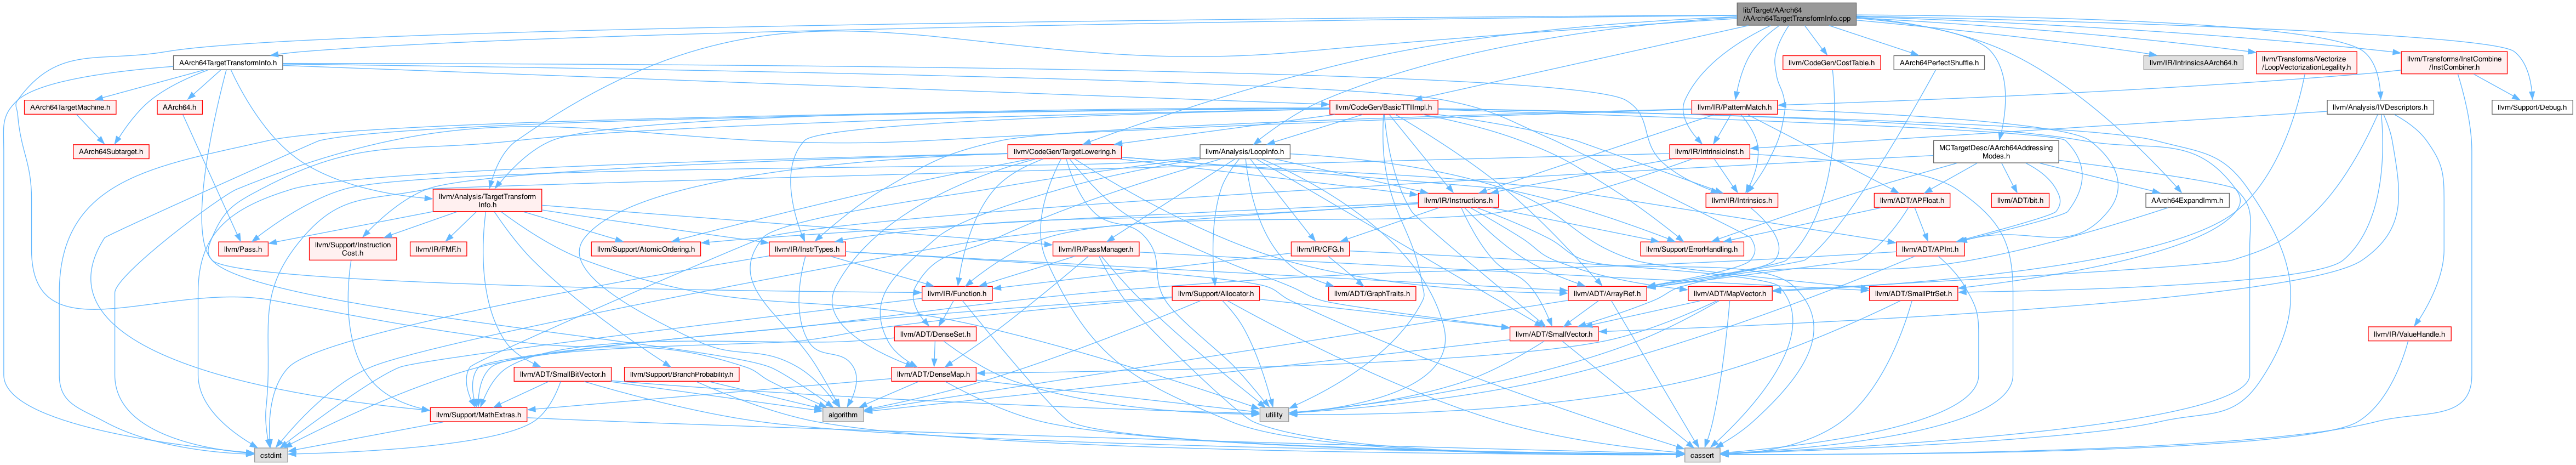 lib/Target/AArch64
/AArch64TargetTransformInfo.cpp
AArch64TargetTransformInfo.h
llvm/CodeGen/CostTable.h
AArch64PerfectShuffle.h
llvm/IR/IntrinsicsAArch64.h
llvm/Transforms/Vectorize
/LoopVectorizationLegality.h
llvm/Transforms/InstCombine
/InstCombiner.h
AArch64TargetMachine.h
AArch64.h
llvm/CodeGen/BasicTTIImpl.h
llvm/IR/PatternMatch.h
llvm/Analysis/IVDescriptors.h
llvm/Support/Debug.h
AArch64Subtarget.h
llvm/CodeGen/TargetLowering.h
llvm/Analysis/LoopInfo.h
llvm/IR/IntrinsicInst.h
MCTargetDesc/AArch64Addressing
Modes.h
llvm/Analysis/TargetTransform
Info.h
llvm/IR/Instructions.h
llvm/IR/Intrinsics.h
llvm/ADT/APFloat.h
llvm/ADT/bit.h
AArch64ExpandImm.h
llvm/Pass.h
llvm/Support/Instruction
Cost.h
llvm/IR/FMF.h
llvm/Support/AtomicOrdering.h
llvm/IR/InstrTypes.h
llvm/IR/PassManager.h
llvm/IR/CFG.h
llvm/Support/ErrorHandling.h
llvm/ADT/APInt.h
llvm/IR/Function.h
llvm/Support/Allocator.h
llvm/ADT/GraphTraits.h
llvm/ADT/ArrayRef.h
llvm/ADT/MapVector.h
llvm/ADT/SmallPtrSet.h
llvm/ADT/DenseSet.h
llvm/ADT/SmallVector.h
llvm/IR/ValueHandle.h
llvm/ADT/SmallBitVector.h
llvm/Support/BranchProbability.h
llvm/ADT/DenseMap.h
llvm/Support/MathExtras.h
algorithm
utility
cstdint
cassert